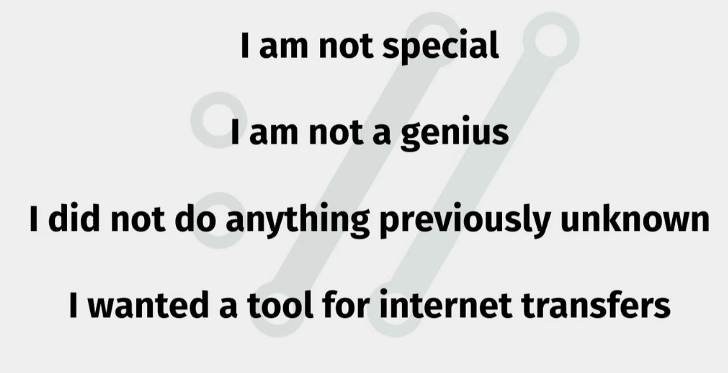 I am not special
I am not a genius
I did not do anything previously unknown
I wanted a tool for internet transfers